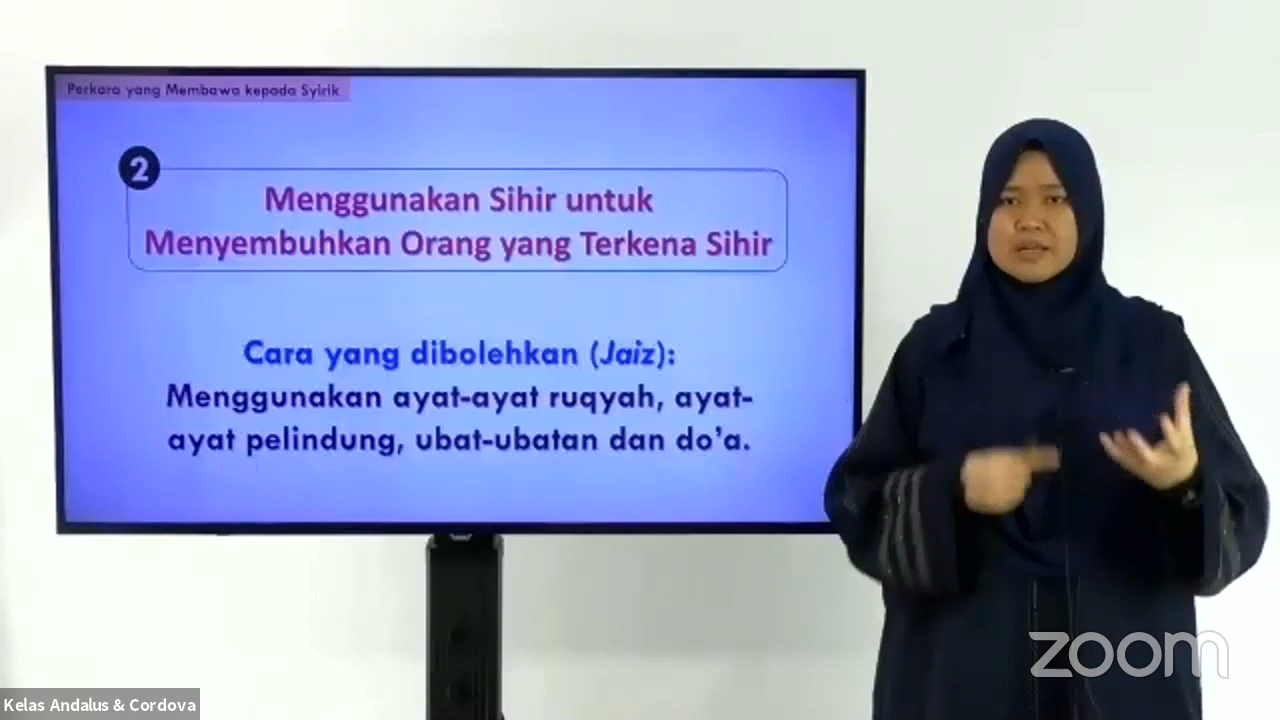 Perkara yang Membawa kepada Syirik
2
Menggunakan Sihir untuk
Menyembuhkan Orang yang Terkena Sihir
Cara yang dibolehkan (Jaiz):
Menggunakan ayat-ayat ruqyah, ayat-
ayat pelindung, ubat-ubatan dan do'a.
zoom
Kelas Andalus & Cordova